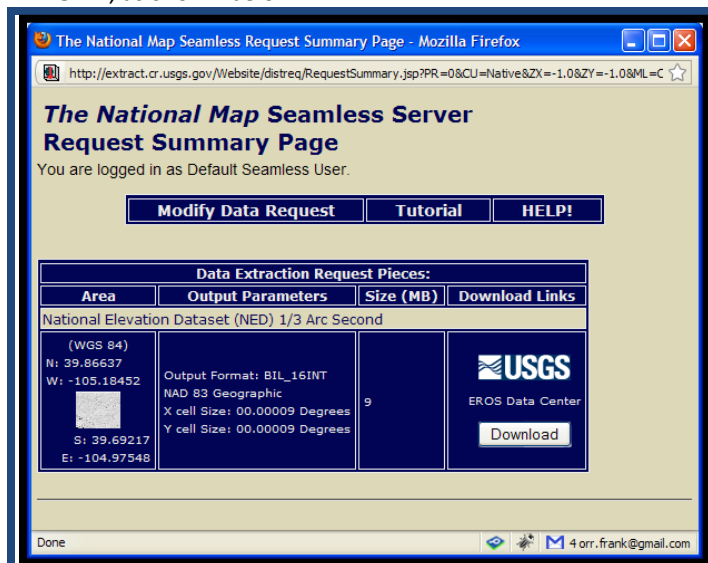 The National Map Seamless Request Summary Page - Mozilla Firefox
http://extract.cr.usgs.gov/Website/distreq/RequestSummary.jsp?PR=0&CU=Native&ZX=-1.0&ZY=-1.0&ML=C
The National Map Seamless Server
Request Summary Page
You are logged in as Default Seamless User.
Modify Data Request Tutorial HELP!
Data Extraction Request Pieces:
Area Output Parameters Size (MB) Download Links
National Elevation Dataset (NED) 1/3 Arc Second
(WGS 84)
N: 39.86637
W: -105.18452
S: 39.69217
E: -104.97548
Output Format: BIL_16INT
NAD 83 Geographic
X cell Size: 00.00009 Degrees
Y cell Size: 00.00009 Degrees
9
USGS
EROS Data Center
Download
Done
4 orr.frank@gmail.com